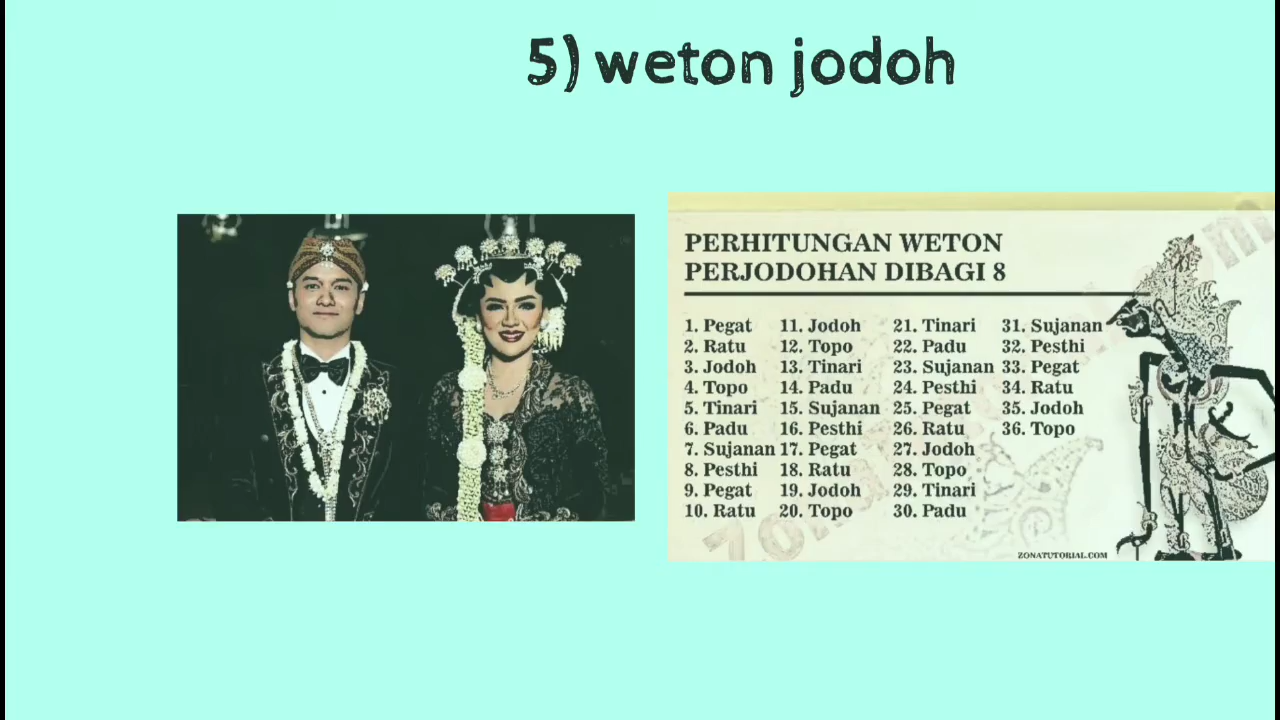 5) weton jodoh
PERHITUNGAN WETON
PERJODOHAN DIBAGI 8
1. Pegat 11. Jodoh 21. Tinari 31. Sujanan
2. Ratu 12. Topo 22. Padu 32. Pesthi
3. Jodoh 13. Tinari 23. Sujanan 33. Pegat
4. Topo 14. Padu 24. Pesthi 34. Ratu
5. Tinari 15. Sujanan 25. Pegat 35. Jodoh
6. Padu 16. Pesthi 26. Ratu 36. Topo
7. Sujanan 17. Pegat 27. Jodoh
8. Pesthi 18. Ratu 28. Topo
9. Pegat 19. Jodoh 29. Tinari
10. Ratu 20. Topo 30. Padu
ZONATUTORIAL.COM